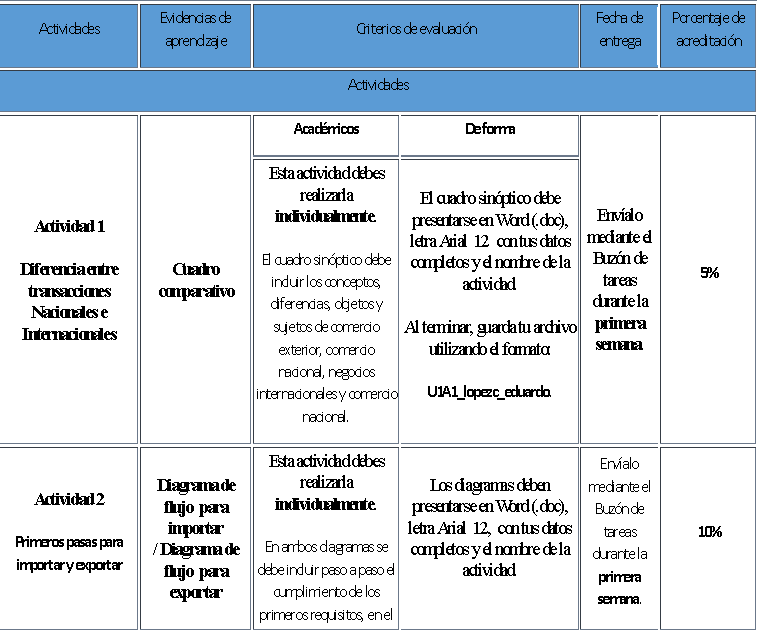 Actividades
Evidencias de
aprendizaje
Criterios de evaluación
Fecha de
entrega
Porcentaje de
acreditación
Actividades
Actividad 1
Diferencia entre
transacciones
Nacionales e
Internacionales
Cuadro
comparativo
Académicos
Esta actividad debes
realizarla
individualmente.
El cuadro sinóptico debe
incluir los conceptos,
diferencias, objetos y
sujetos de comercio
exterior, comercio
nacional, negocios
internacionales y comercio
nacional.
De forma
El cuadro sinóptico debe
presentarse en Word (.doc),
letra Arial 12 con tus datos
completos y el nombre de la
actividad.
Al terminar, guarda tu archivo
utilizando el formato:
U1A1_lopezc_eduardo.
Envíalo
mediante el
Buzón de
tareas
durante la
primera
semana.
5%
Actividad 2
Primeros pasas para
importar y exportar
Diagrama de
flujo para
importar
/ Diagrama de
flujo para
exportar
Esta actividad debes
realizarla
individualmente.
En ambos diagramas se
debe incluir paso a paso el
cumplimiento de los
primeros requisitos, en el
Los diagramas deben
presentarse en Word (.doc),
letra Arial 12, con tus datos
completos y el nombre de la
actividad.
Envíalo
mediante el
Buzón de
tareas
durante la
primera
semana.
10%